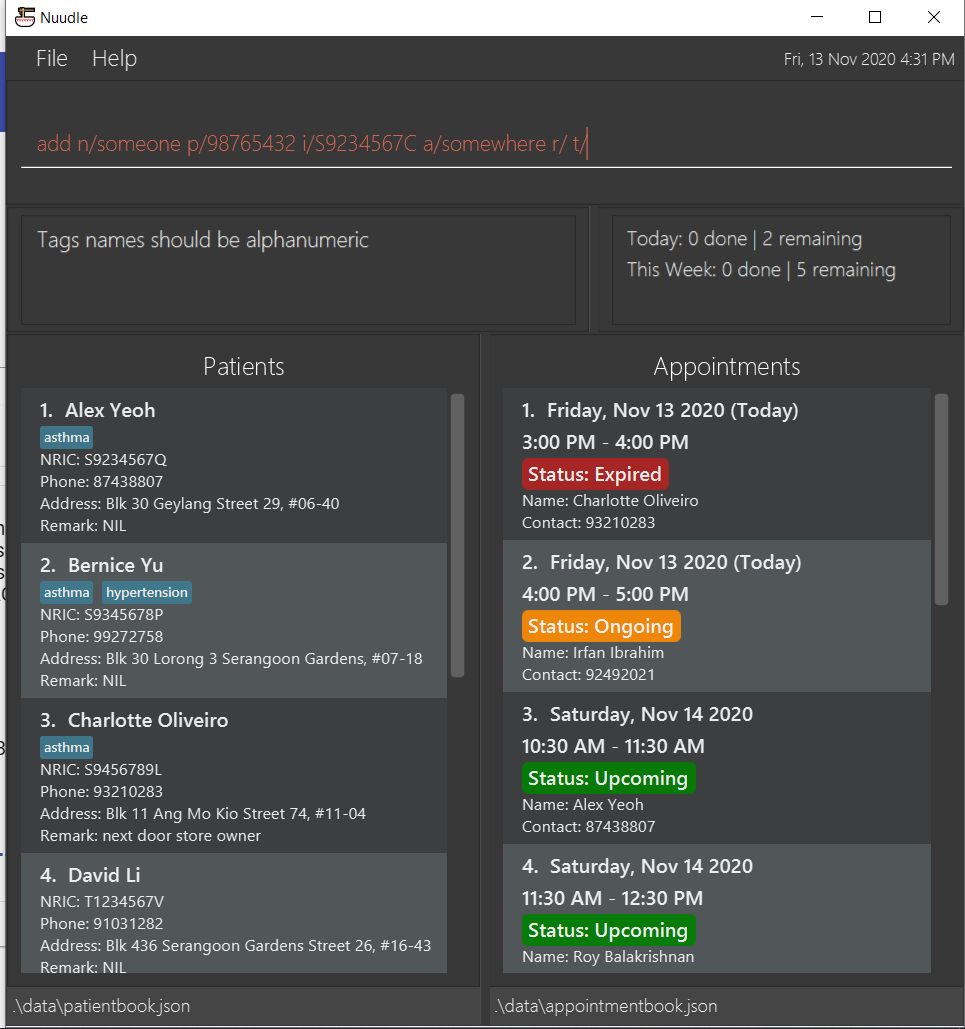 Nuudle
File Help Fri, 13 Nov 2020 4:31 PM
add n/someone p/98765432 i/S9234567C a/somewhere r/ t/
Tags names should be alphanumeric
Today: 0 done | 2 remaining
This Week: 0 done | 5 remaining
Patients
1. Alex Yeoh
asthma
NRIC: S9234567Q
Phone: 87438807
Address: Blk 30 Geylang Street 29, #06-40
Remark: NIL
2. Bernice Yu
asthma hypertension
NRIC: S9345678P
Phone: 99272758
Address: Blk 30 Lorong 3 Serangoon Gardens, #07-18
Remark: NIL
3. Charlotte Oliveiro
asthma
NRIC: S9456789L
Phone: 93210283
Address: Blk 11 Ang Mo Kio Street 74, #11-04
Remark: next door store owner
4. David Li
NRIC: T1234567V
Phone: 91031282
Address: Blk 436 Serangoon Gardens Street 26, #16-43
Remark: NIL
.\data\patientbook.json
Appointments
1. Friday, Nov 13 2020 (Today)
3:00 PM - 4:00 PM
Status: Expired
Name: Charlotte Oliveiro
Contact: 93210283
2. Friday, Nov 13 2020 (Today)
4:00 PM - 5:00 PM
Status: Ongoing
Name: Irfan Ibrahim
Contact: 92492021
3. Saturday, Nov 14 2020
10:30 AM - 11:30 AM
Status: Upcoming
Name: Alex Yeoh
Contact: 87438807
4. Saturday, Nov 14 2020
11:30 AM - 12:30 PM
Status: Upcoming
Name: Roy Balakrishnan
.\data\appointmentbook.json